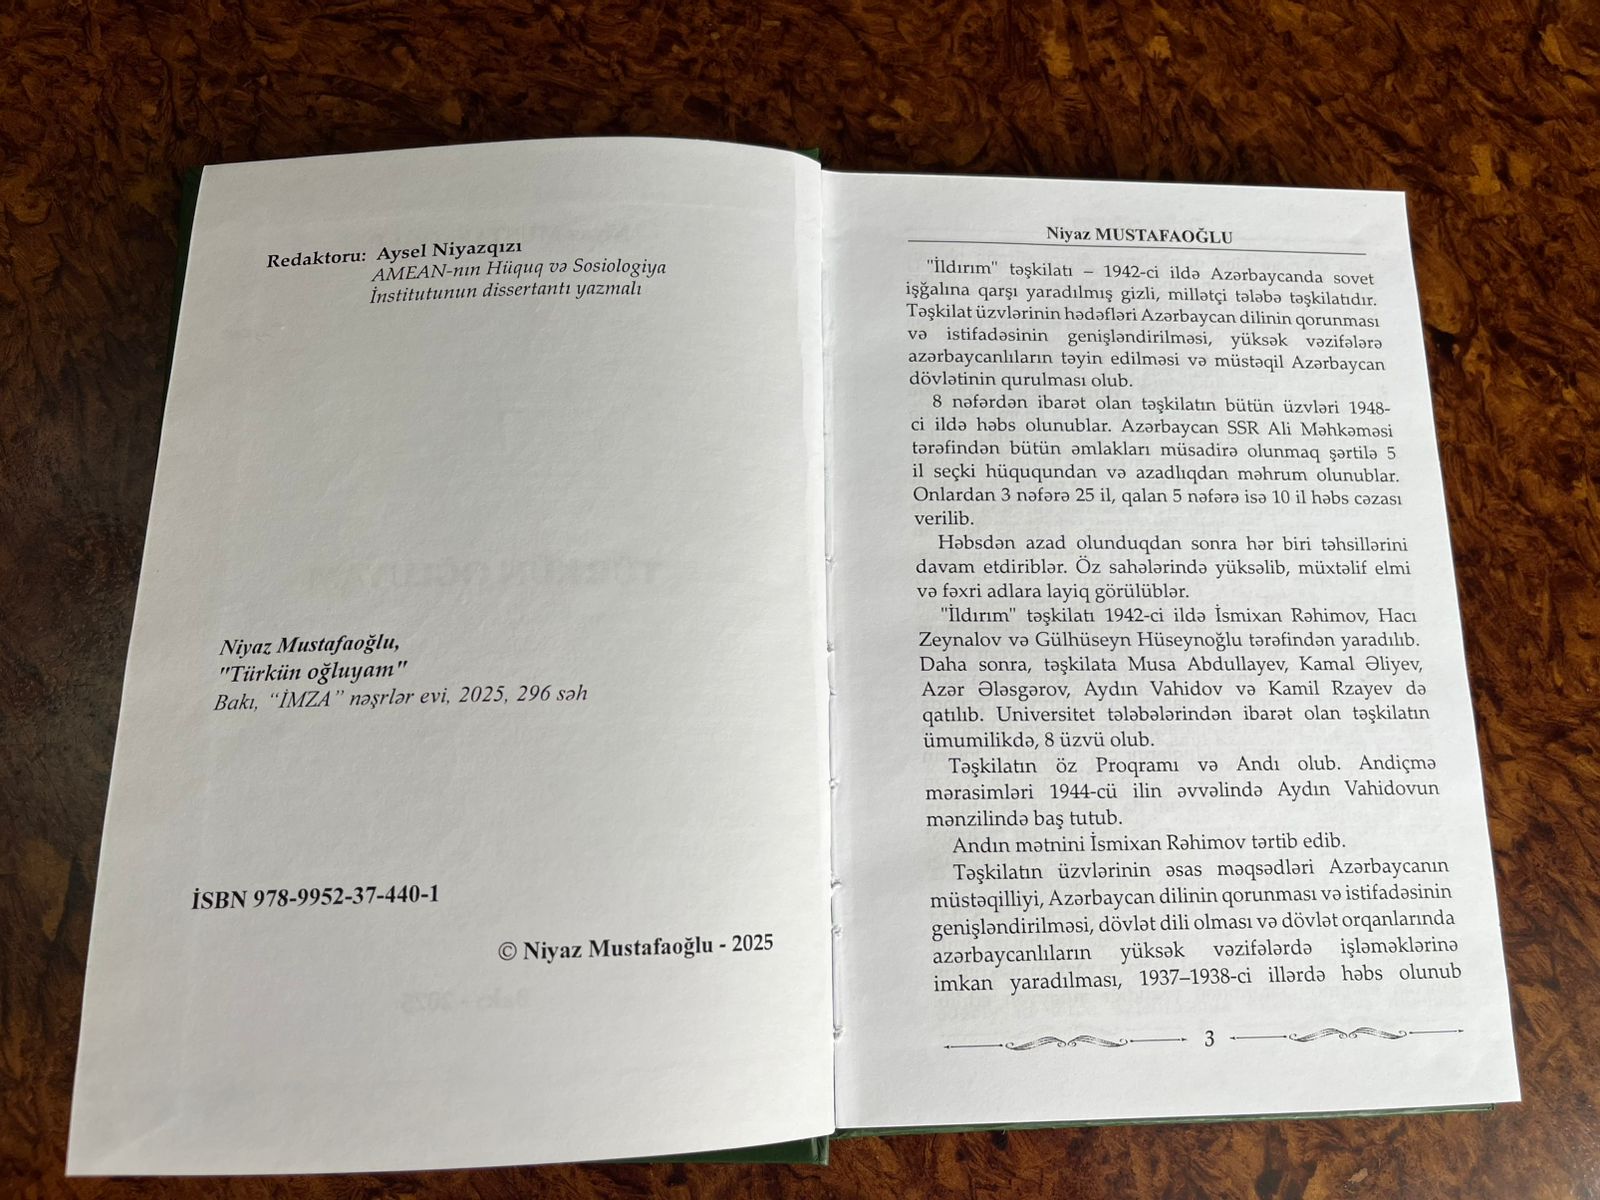 Redaktoru: Aysel Niyazqızı
AMEAN-nın Hüquq və Sosiologiya
İnstitutunun dissertantı yazmalı
Niyaz Mustafaoğlu,
"Türkün oğluyam"
Bakı, “İMZA” nəşrlər evi, 2025, 296 səh
İSBN 978-9952-37-440-1
© Niyaz Mustafaoğlu - 2025
Niyaz MUSTAFAOĞLU
"İldırım" təşkilatı – 1942-ci ildə Azərbaycanda sovet
işğalına qarşı yaradılmış gizli, millətçi tələbə təşkilatıdır.
Təşkilat üzvlərinin hədəfləri Azərbaycan dilinin qorunması
və istifadəsinin genişləndirilməsi, yüksək vəzifələrə
azərbaycanlıların təyin edilməsi və müstəqil Azərbaycan
dövlətinin qurulması olub.
8 nəfərdən ibarət olan təşkilatın bütün üzvləri 1948-
ci ildə həbs olunublar. Azərbaycan SSR Ali Məhkəməsi
tərəfindən bütün əmlakları müsadirə olunmaq şərtilə 5
il seçki hüququndan və azadlıqdan məhrum olunublar.
Onlardan 3 nəfərə 25 il, qalan 5 nəfərə isə 10 il həbs cəzası
verilib.
Həbsdən azad olunduqdan sonra hər biri təhsillərini
davam etdiriblər. Öz sahələrində yüksəlib, müxtəlif elmi
və fəxri adlara layiq görülüblər.
"İldırım" təşkilatı 1942-ci ildə İsmixan Rəhimov, Hacı
Zeynalov və Gülhüseyn Hüseynoğlu tərəfindən yaradılıb.
Daha sonra, təşkilata Musa Abdullayev, Kamal Əliyev,
Azər Ələsgərov, Aydın Vahidov və Kamil Rzayev də
qatılıb. Universitet tələbələrindən ibarət olan təşkilatın
ümumilikdə, 8 üzvü olub.
Təşkilatın öz Proqramı və Andı olub. Andiçmə
mərasimləri 1944-cü ilin əvvəlində Aydın Vahidovun
mənzilində baş tutub.
Andın mətnini İsmixan Rəhimov tərtib edib.
Təşkilatın üzvlərinin əsas məqsədləri Azərbaycanın
müstəqilliyi, Azərbaycan dilinin qorunması və istifadəsinin
genişləndirilməsi, dövlət dili olması və dövlət orqanlarında
azərbaycanlıların yüksək vəzifələrdə işləməklərinə
imkan yaradılması, 1937–1938-ci illərdə həbs olunub
3